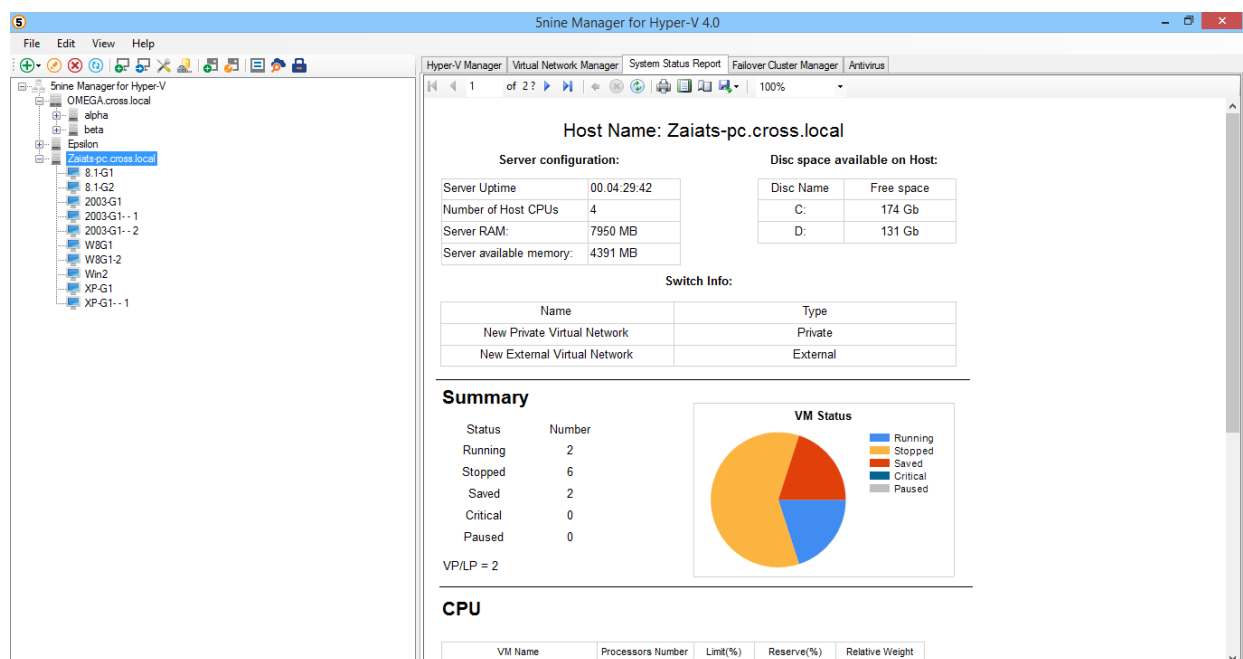 5nine Manager for Hyper-V 4.0
File Edit View Help
Hyper-V Manager Virtual Network Manager System Status Report Failover Cluster Manager Antivirus
1 of 2? 100%
5nine Manager for Hyper-V
OMEGA.cross.local
alpha
beta
Epsilon
Zaiats-pc.cross.local
8.1-G1
8.1-G2
2003-G1
2003-G1- - 1
2003-G1- - 2
W8G1
W8G1-2
Win2
XP-G1
XP-G1- - 1
Host Name: Zaiats-pc.cross.local
Server configuration:
Server Uptime 00.04:29:42
Number of Host CPUs 4
Server RAM: 7950 MB
Server available memory: 4391 MB
Disc space available on Host:
Disc Name Free space
C: 174 Gb
D: 131 Gb
Switch Info:
Name Type
New Private Virtual Network Private
New External Virtual Network External
Summary
Status Number
Running 2
Stopped 6
Saved 2
Critical 0
Paused 0
VP/LP = 2
VM Status
Running
Stopped
Saved
Critical
Paused
CPU
VM Name Processors Number Limit(%) Reserve(%) Relative Weight